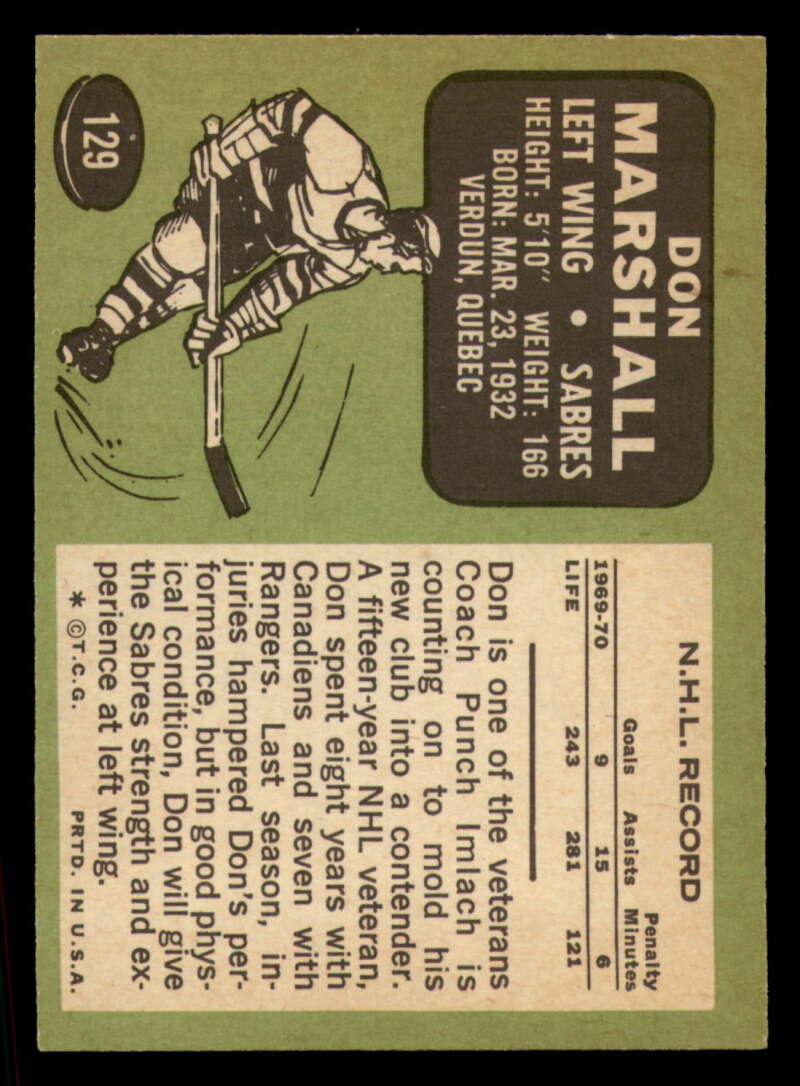 129
DON
MARSHALL
LEFT WING • SABRES
HEIGHT: 5'10" WEIGHT: 166
BORN: MAR. 23, 1932
VERDUN, QUEBEC
N.H.L. RECORD
Goals Assists Penalty Minutes
1969-70 9 15 6
LIFE 243 281 121
Don is one of the veterans
Coach Punch Imlach is
counting on to mold his
new club into a contender.
A fifteen-year NHL veteran,
Don spent eight years with
Canadiens and seven with
Rangers. Last season, in-
juries hampered Don's per-
formance, but in good phys-
ical condition, Don will give
the Sabres strength and ex-
perience at left wing.
* © T.C.G. PRTD. IN U.S.A.